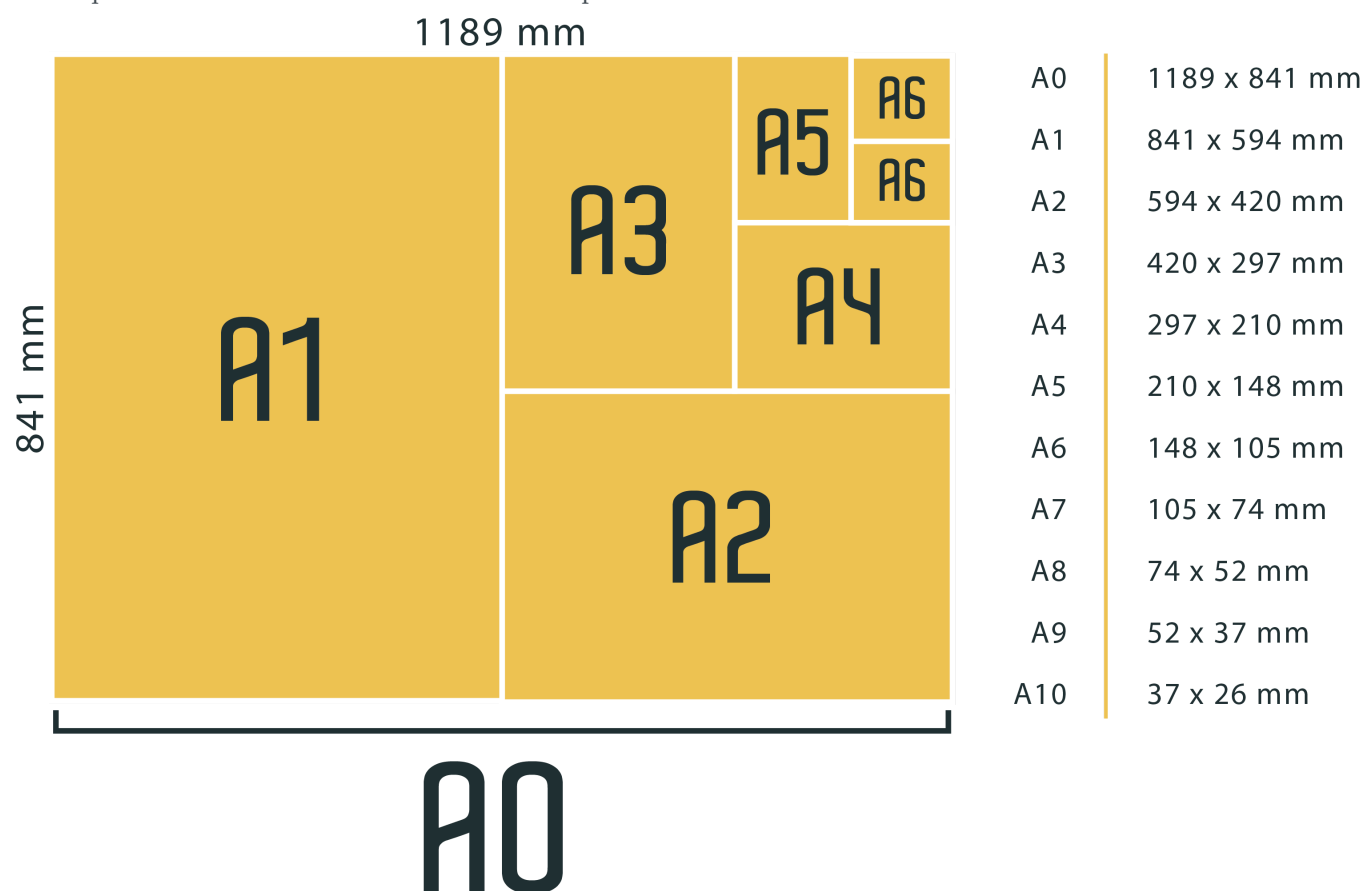 1189 mm
841 mm
A1
A3
A5
A6
A6
A4
A2
A0
A0 1189 x 841 mm
A1 841 x 594 mm
A2 594 x 420 mm
A3 420 x 297 mm
A4 297 x 210 mm
A5 210 x 148 mm
A6 148 x 105 mm
A7 105 x 74 mm
A8 74 x 52 mm
A9 52 x 37 mm
A10 37 x 26 mm